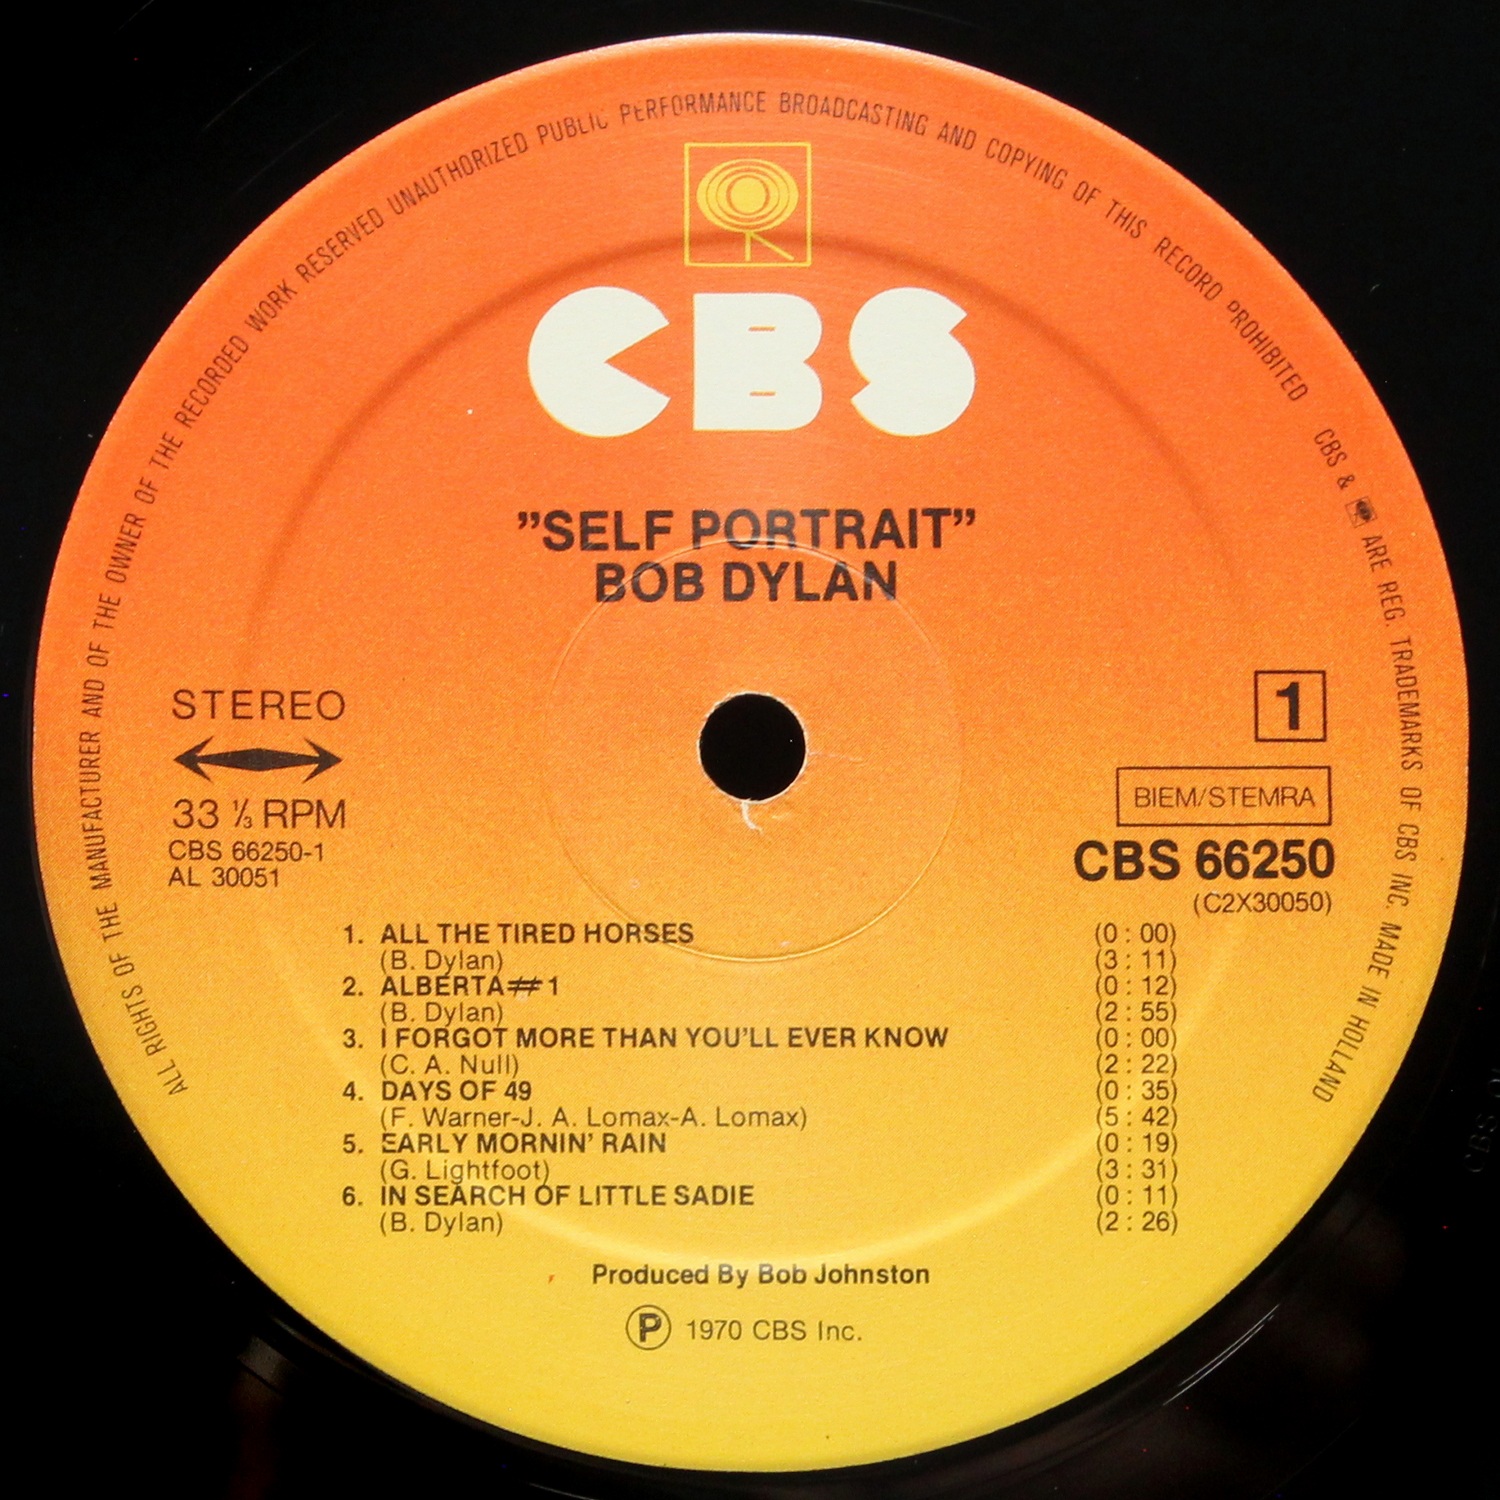 ALL RIGHTS OF THE MANUFACTURER AND OF THE OWNER OF THE RECORDED WORK RESERVED UNAUTHORIZED PUBLIC PERFORMANCE BROADCASTING AND COPYING OF THIS RECORD PROHIBITED
CBS & ARE REG. TRADEMARKS OF CBS INC. MADE IN HOLLAND
CBS
”SELF PORTRAIT”
BOB DYLAN
STEREO
33 ⅓ RPM
CBS 66250-1
AL 30051
1
BIEM/STEMRA
CBS 66250
(C2X30050)
1. ALL THE TIRED HORSES (0 : 00)
(B. Dylan) (3 : 11)
2. ALBERTA#1 (0 : 12)
(B. Dylan) (2 : 55)
3. I FORGOT MORE THAN YOU’LL EVER KNOW (0 : 00)
(C. A. Null) (2 : 22)
4. DAYS OF 49 (0 : 35)
(F. Warner-J. A. Lomax-A. Lomax) (5 : 42)
5. EARLY MORNIN’ RAIN (0 : 19)
(G. Lightfoot) (3 : 31)
6. IN SEARCH OF LITTLE SADIE (0 : 11)
(B. Dylan) (2 : 26)
Produced By Bob Johnston
Ⓟ 1970 CBS Inc.